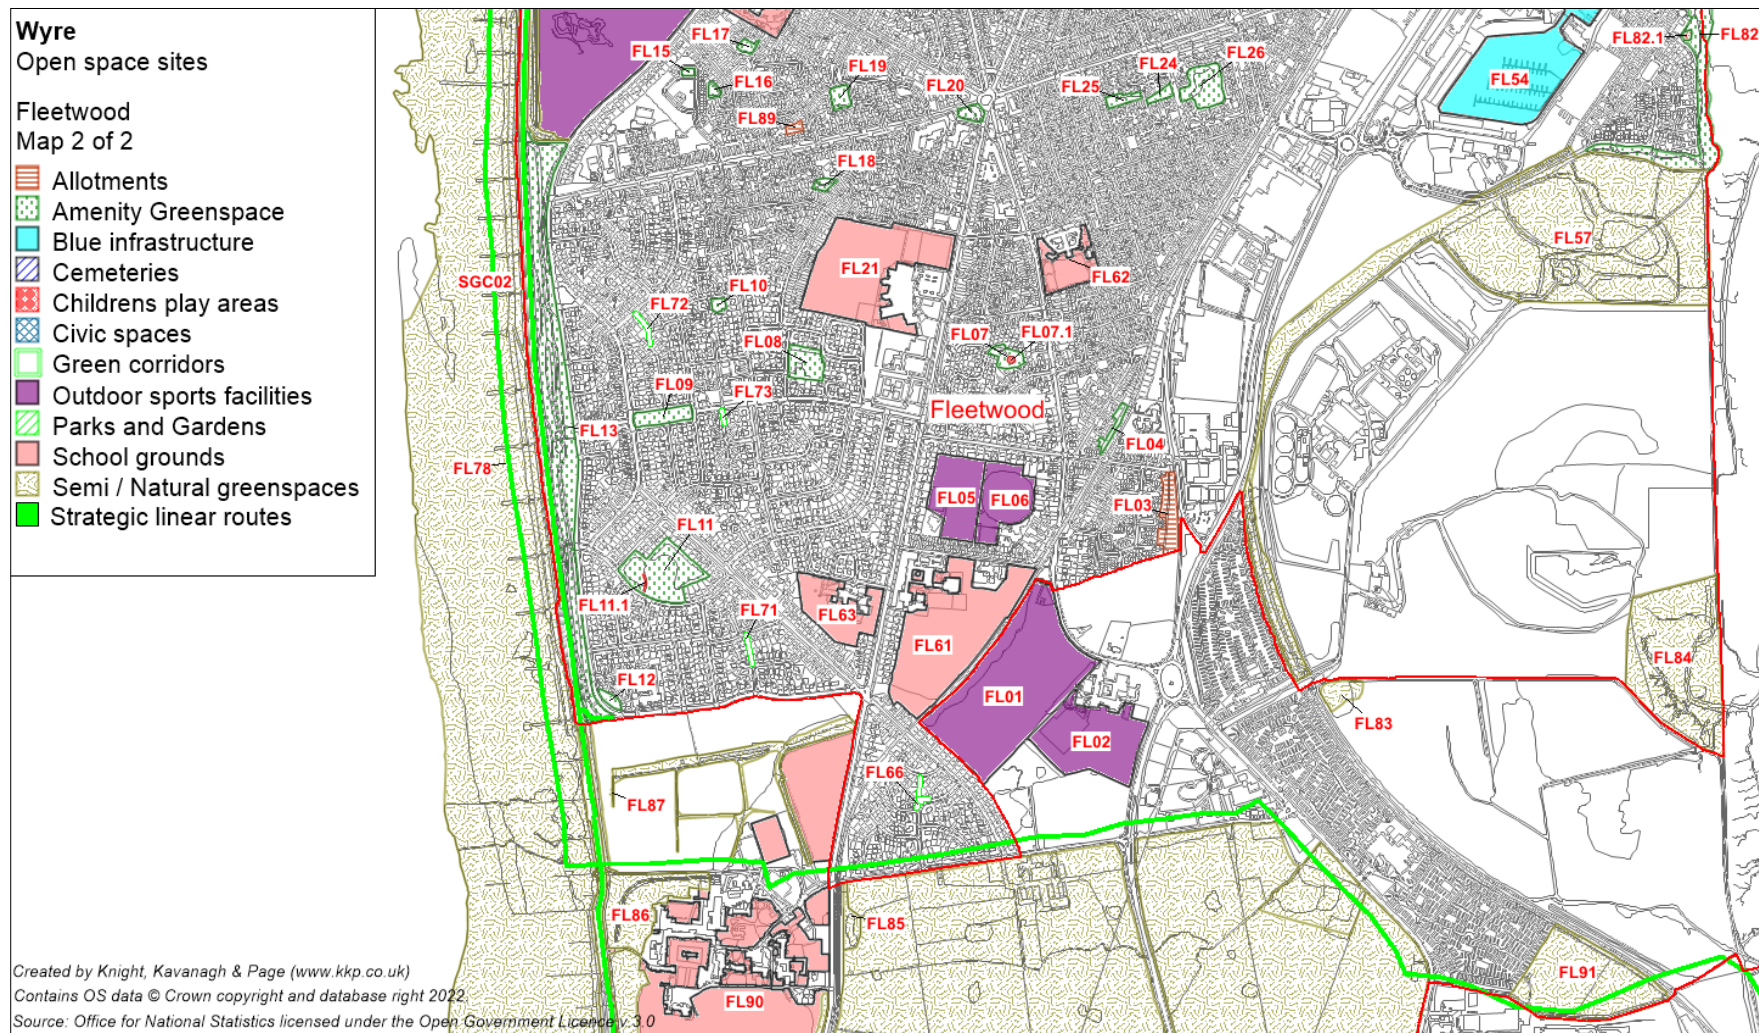 Wyre
Open space sites
Fleetwood
Map 2 of 2
Allotments
Amenity Greenspace
Blue infrastructure
Cemeteries
Childrens play areas
Civic spaces
Green corridors
Outdoor sports facilities
Parks and Gardens
School grounds
Semi / Natural greenspaces
Strategic linear routes
FL17
FL15
FL16
FL19
FL89
FL20
FL25
FL24
FL26
FL54
FL82.1
FL82
FL18
FL21
FL62
FL57
SGC02
FL72
FL10
FL08
FL07
FL07.1
FL09
FL73
Fleetwood
FL13
FL04
FL78
FL05
FL06
FL03
FL11
FL11.1
FL63
FL71
FL61
FL12
FL01
FL02
FL84
FL83
FL66
FL87
FL86
FL85
FL90
FL91
Created by Knight, Kavanagh & Page (www.kkp.co.uk)
Contains OS data © Crown copyright and database right 2022.
Source: Office for National Statistics licensed under the Open Government Licence v.3.0